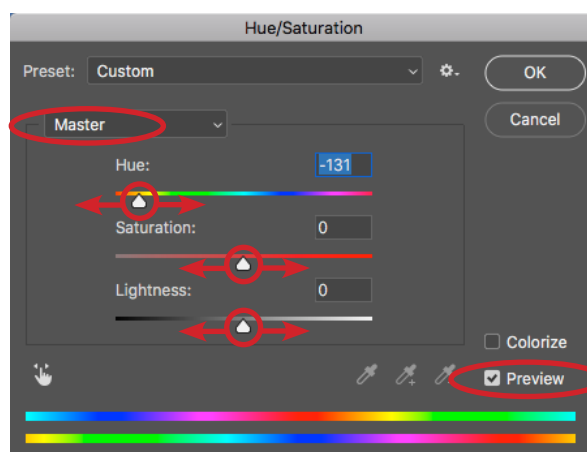 Hue/Saturation
Preset: Custom
OK
Master
Cancel
Hue: -131
Saturation: 0
Lightness: 0
Colorize
Preview